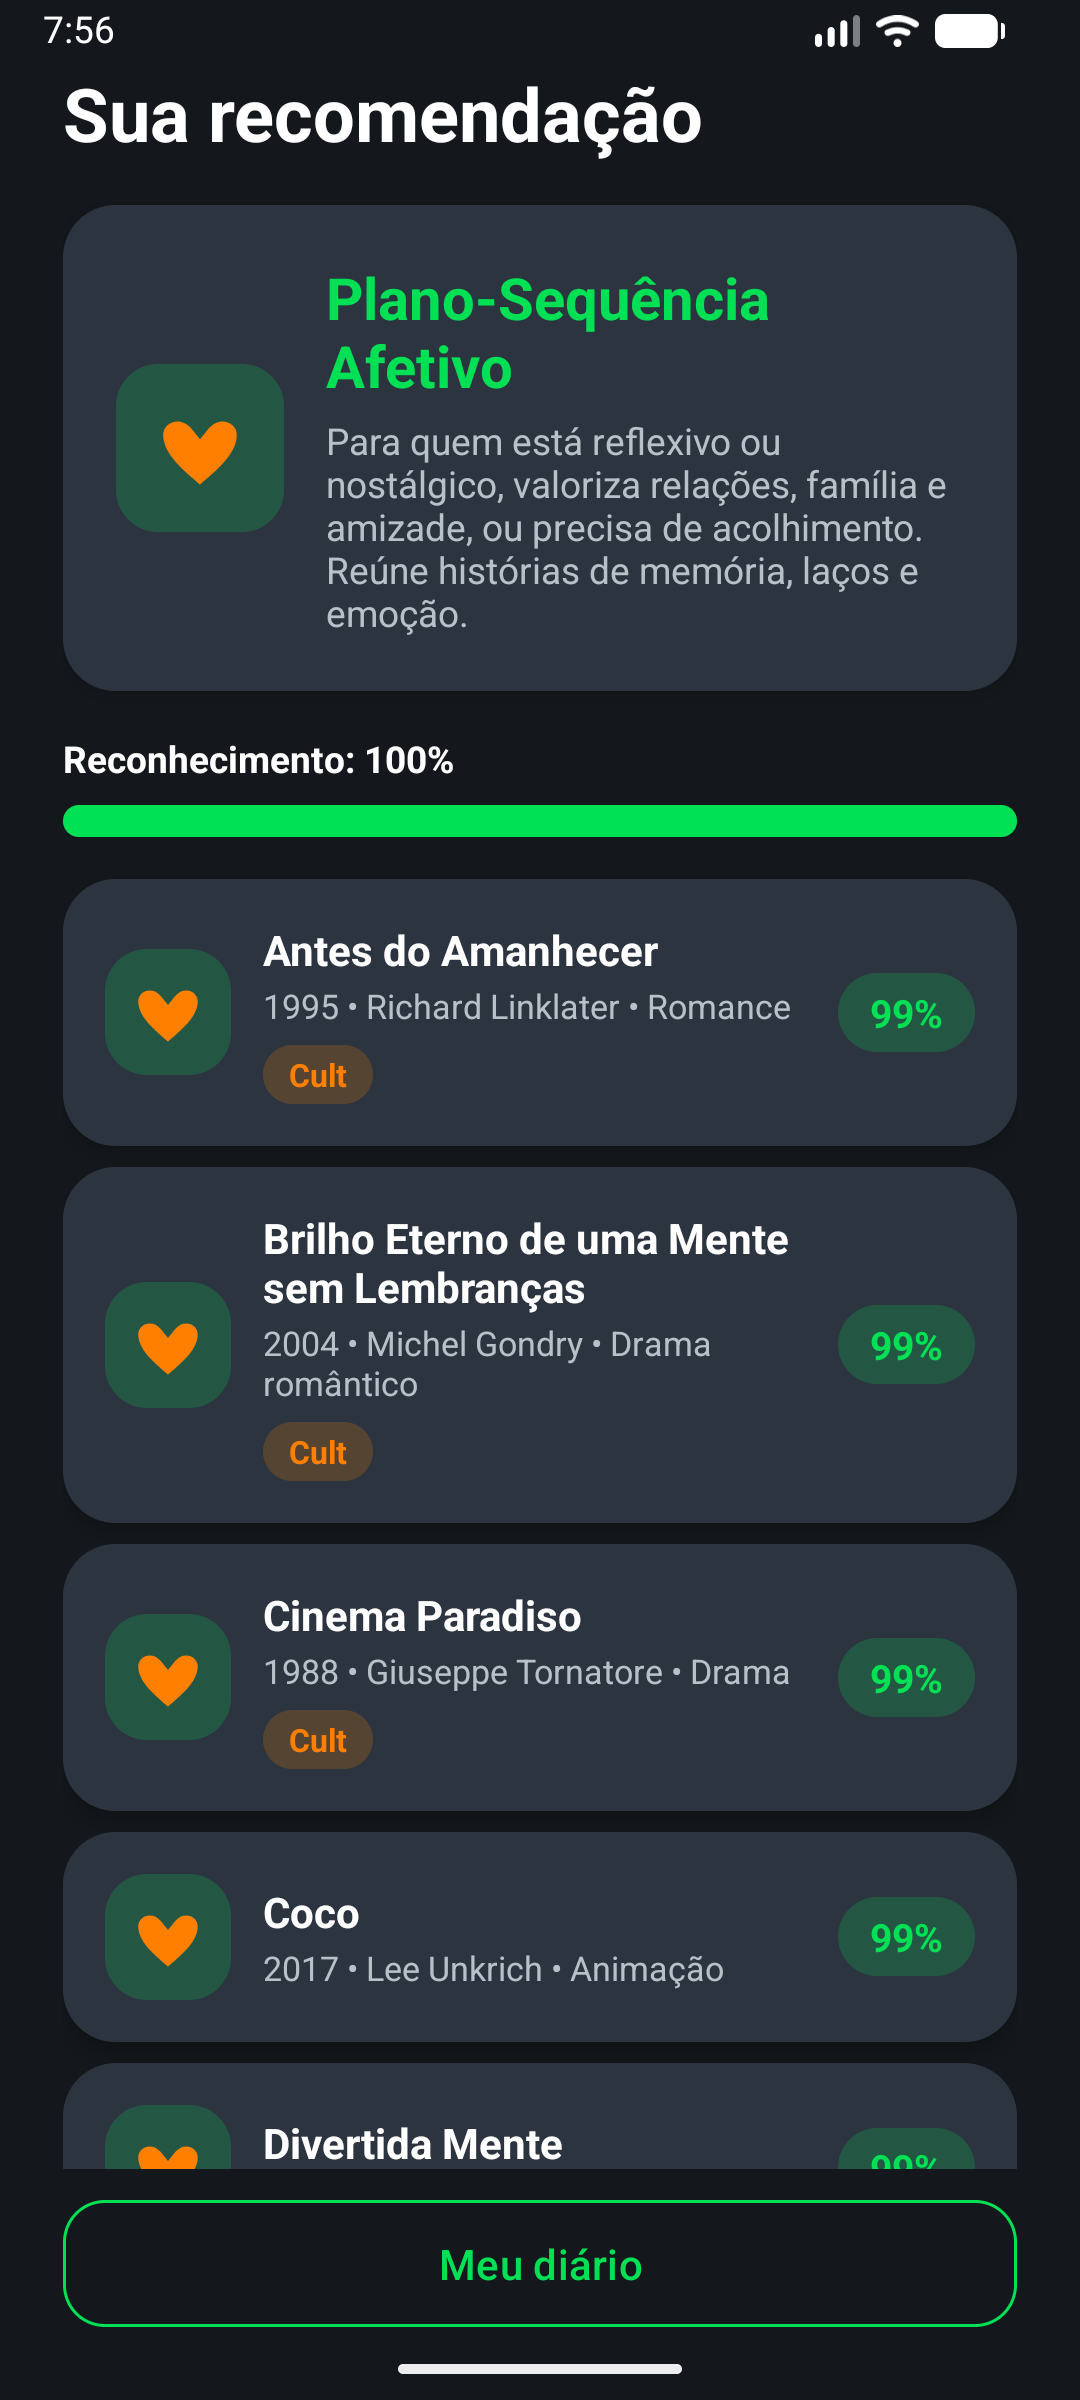 7:56
Sua recomendação
Plano-Sequência
Afetivo
Para quem está reflexivo ou
nostálgico, valoriza relações, família e
amizade, ou precisa de acolhimento.
Reúne histórias de memória, laços e
emoção.
Reconhecimento: 100%
Antes do Amanhecer
1995 • Richard Linklater • Romance
Cult
99%
Brilho Eterno de uma Mente
sem Lembranças
2004 • Michel Gondry • Drama
romântico
Cult
99%
Cinema Paradiso
1988 • Giuseppe Tornatore • Drama
Cult
99%
Coco
2017 • Lee Unkrich • Animação
99%
Divertida Mente
99%
Meu diário